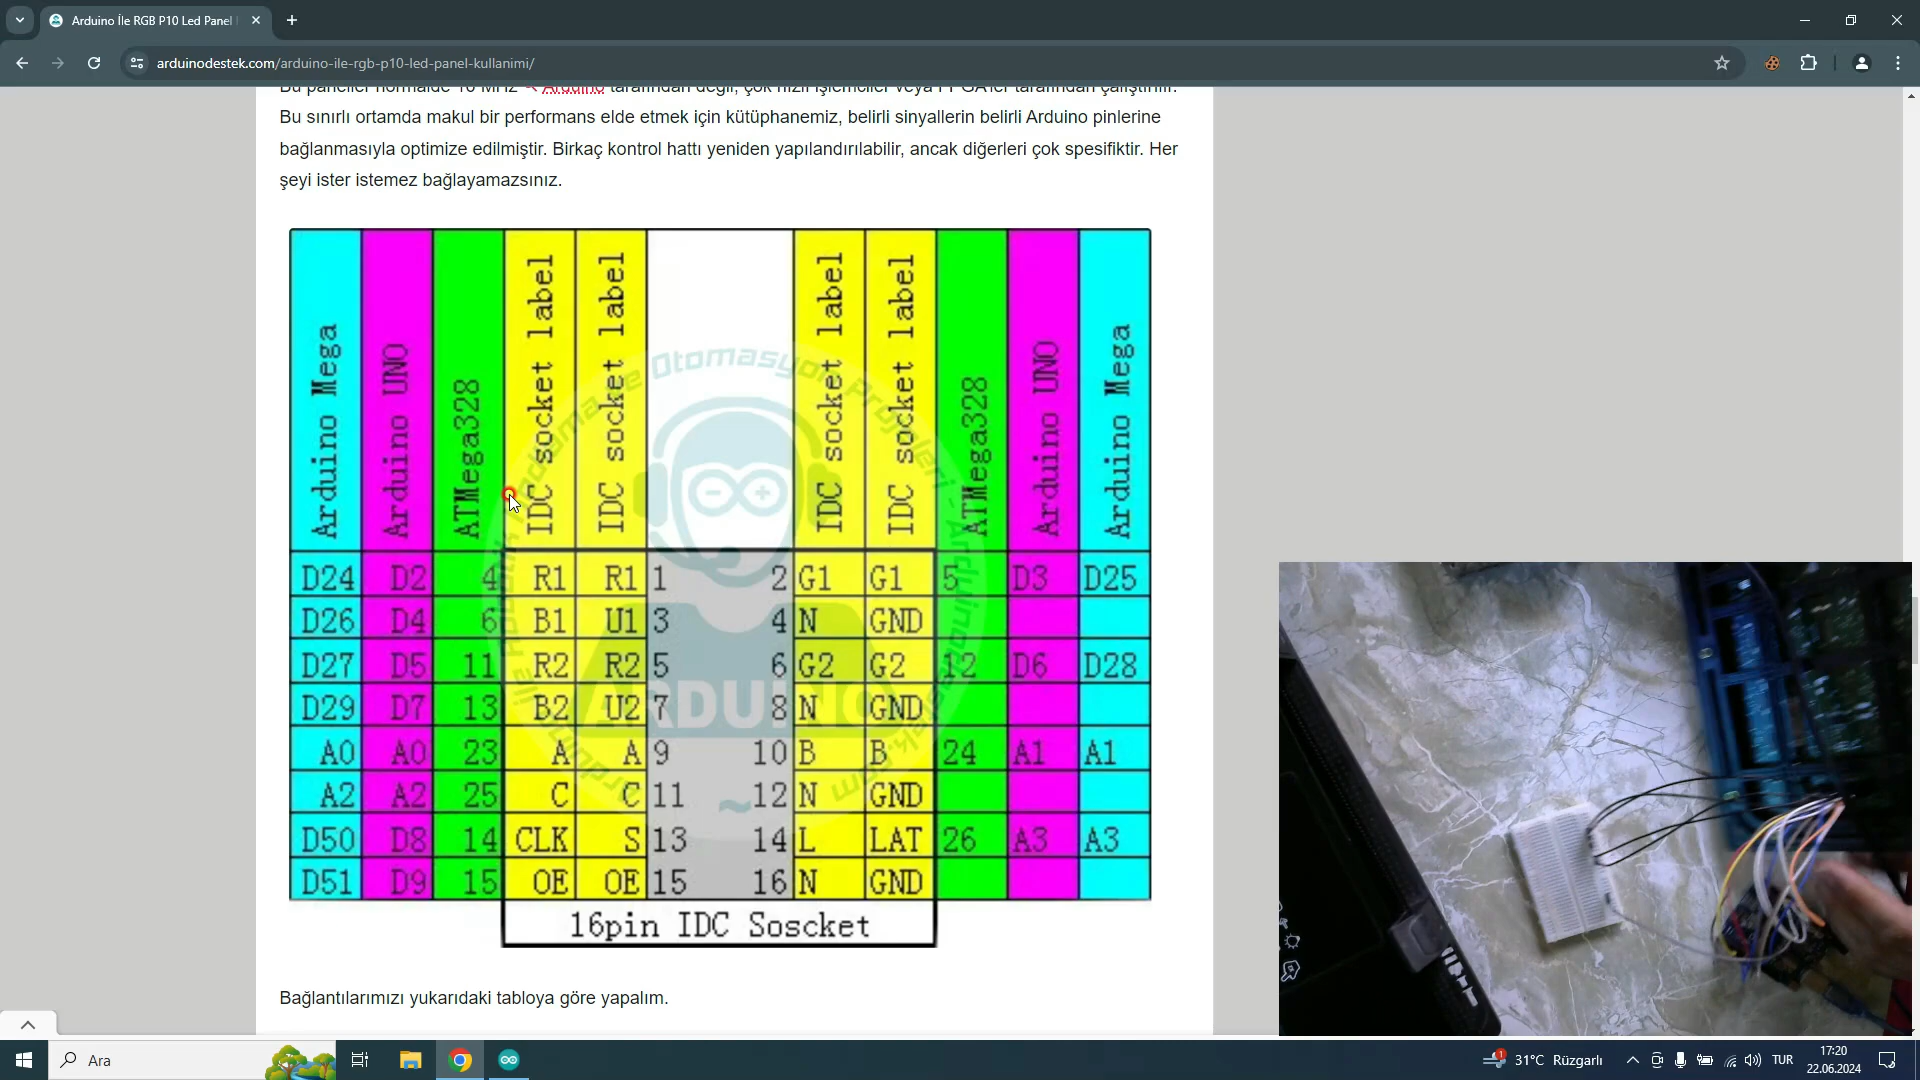 Arduino İle RGB P10 Led Panel
arduinodestek.com/arduino-ile-rgb-p10-led-panel-kullanimi/
Bu sınırlı ortamda makul bir performans elde etmek için kütüphanemiz, belirli sinyallerin belirli Arduino pinlerine
bağlanmasıyla optimize edilmiştir. Birkaç kontrol hattı yeniden yapılandırılabilir, ancak diğerleri çok spesifiktir. Her
şeyi ister istemez bağlayamazsınız.
Arduino Mega Arduino UNO ATMega328 IDC socket label IDC socket label IDC socket label IDC socket label ATMega328 Arduino UNO Arduino Mega
D24 D2 4 R1 R1 1 2 G1 G1 5 D3 D25
D26 D4 6 B1 U1 3 4 N GND
D27 D5 11 R2 R2 5 6 G2 G2 12 D6 D28
D29 D7 13 B2 U2 7 8 N GND
A0 A0 23 A A 9 10 B B 24 A1 A1
A2 A2 25 C C 11 12 N GND
D50 D8 14 CLK S 13 14 L LAT 26 A3 A3
D51 D9 15 OE OE 15 16 N GND
16pin IDC Soscket
ARDUINO
Bağlantılarımızı yukarıdaki tabloya göre yapalım.
Ara
1
31°C Rüzgarlı
TUR
17:20
22.06.2024